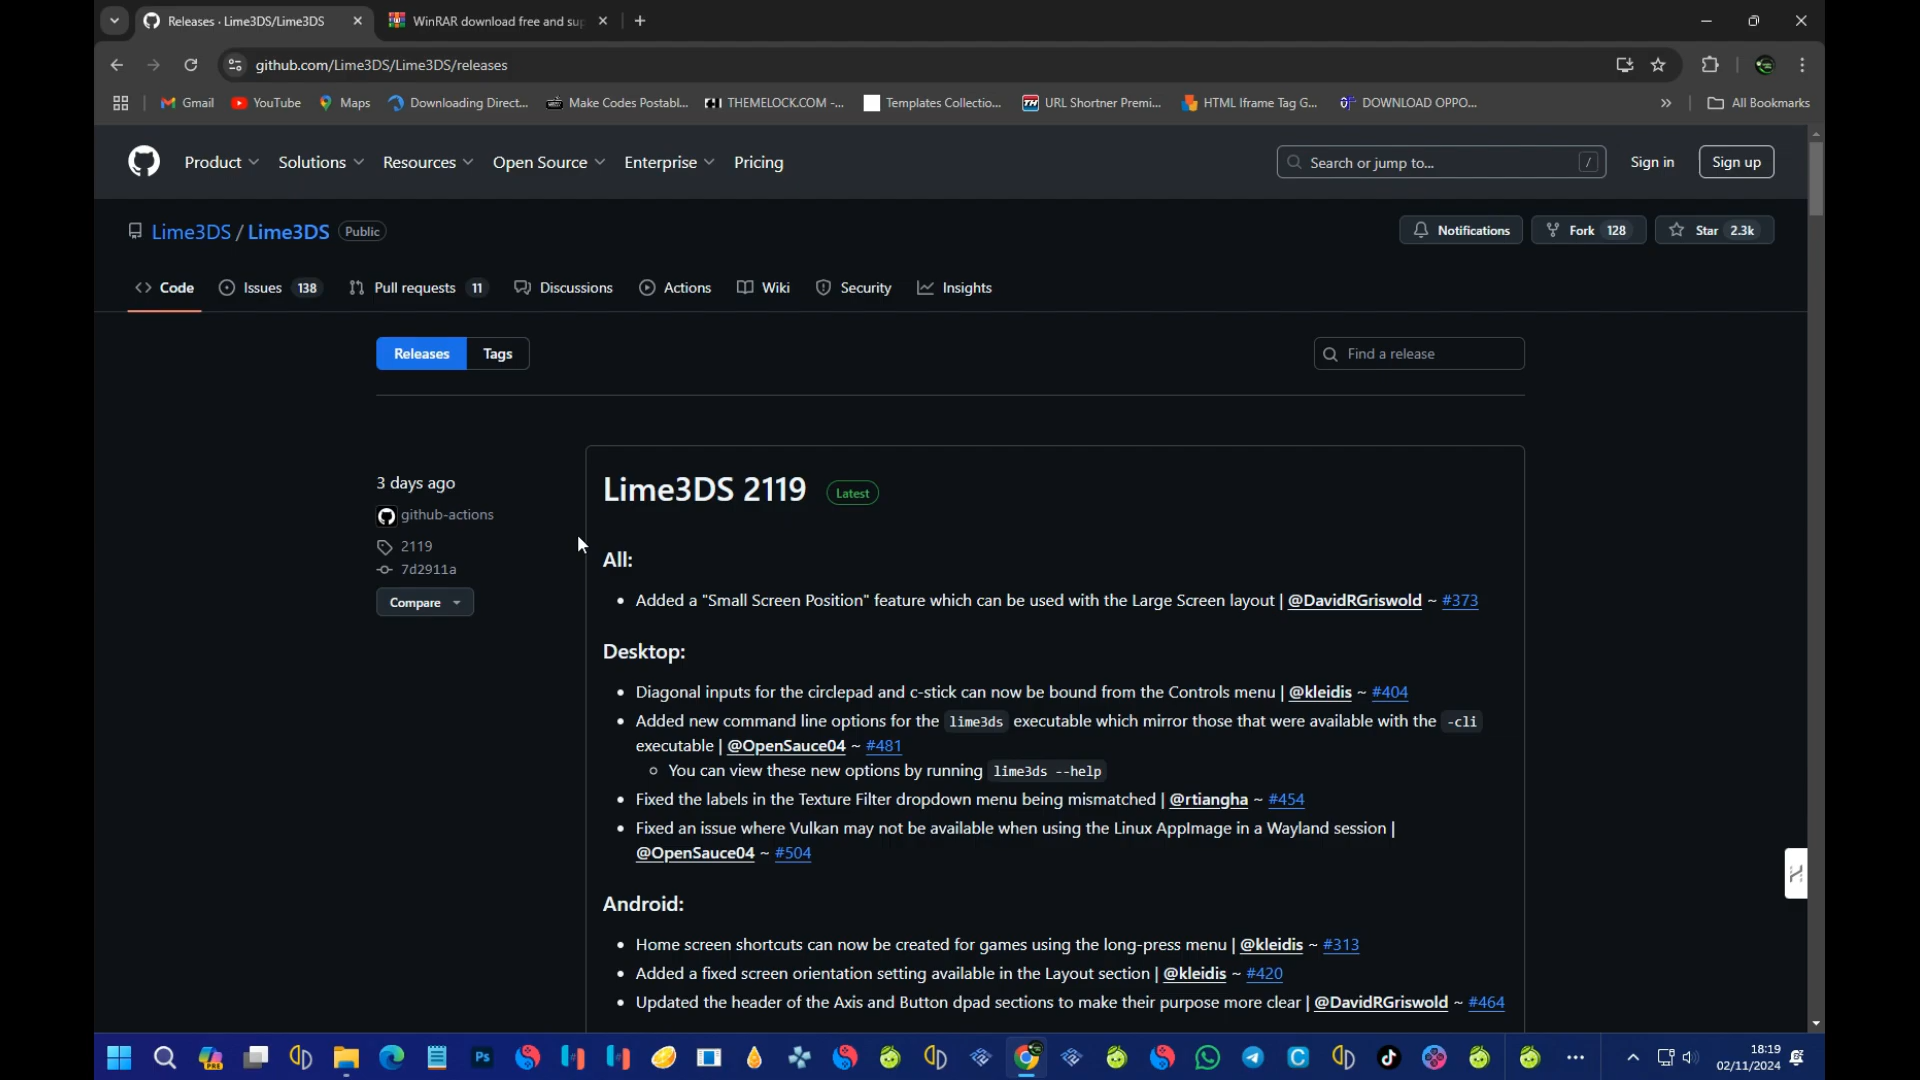 Releases · Lime3DS/Lime3DS
WinRAR download free and sup
github.com/Lime3DS/Lime3DS/releases
Gmail
YouTube
Maps
Downloading Direct...
Make Codes Postabl...
THEMELOCK.COM -...
Templates Collectio...
URL Shortner Premi...
HTML Iframe Tag G...
DOWNLOAD OPPO...
»
All Bookmarks
Product
Solutions
Resources
Open Source
Enterprise
Pricing
Search or jump to...
/
Sign in
Sign up
Lime3DS / Lime3DS
Public
Notifications
Fork 128
Star 2.3k
Code
Issues 138
Pull requests 11
Discussions
Actions
Wiki
Security
Insights
Releases
Tags
Find a release
3 days ago
github-actions
2119
7d2911a
Compare
Lime3DS 2119
Latest
All:
• Added a "Small Screen Position" feature which can be used with the Large Screen layout | @DavidRGriswold ~ #373
Desktop:
• Diagonal inputs for the circlepad and c-stick can now be bound from the Controls menu | @kleidis ~ #404
• Added new command line options for the lime3ds executable which mirror those that were available with the -cli
executable | @OpenSauce04 ~ #481
◦ You can view these new options by running lime3ds --help
• Fixed the labels in the Texture Filter dropdown menu being mismatched | @rtiangha ~ #454
• Fixed an issue where Vulkan may not be available when using the Linux AppImage in a Wayland session |
@OpenSauce04 ~ #504
Android:
• Home screen shortcuts can now be created for games using the long-press menu | @kleidis ~ #313
• Added a fixed screen orientation setting available in the Layout section | @kleidis ~ #420
• Updated the header of the Axis and Button dpad sections to make their purpose more clear | @DavidRGriswold ~ #464
PRE
Ps
C
18:19
02/11/2024